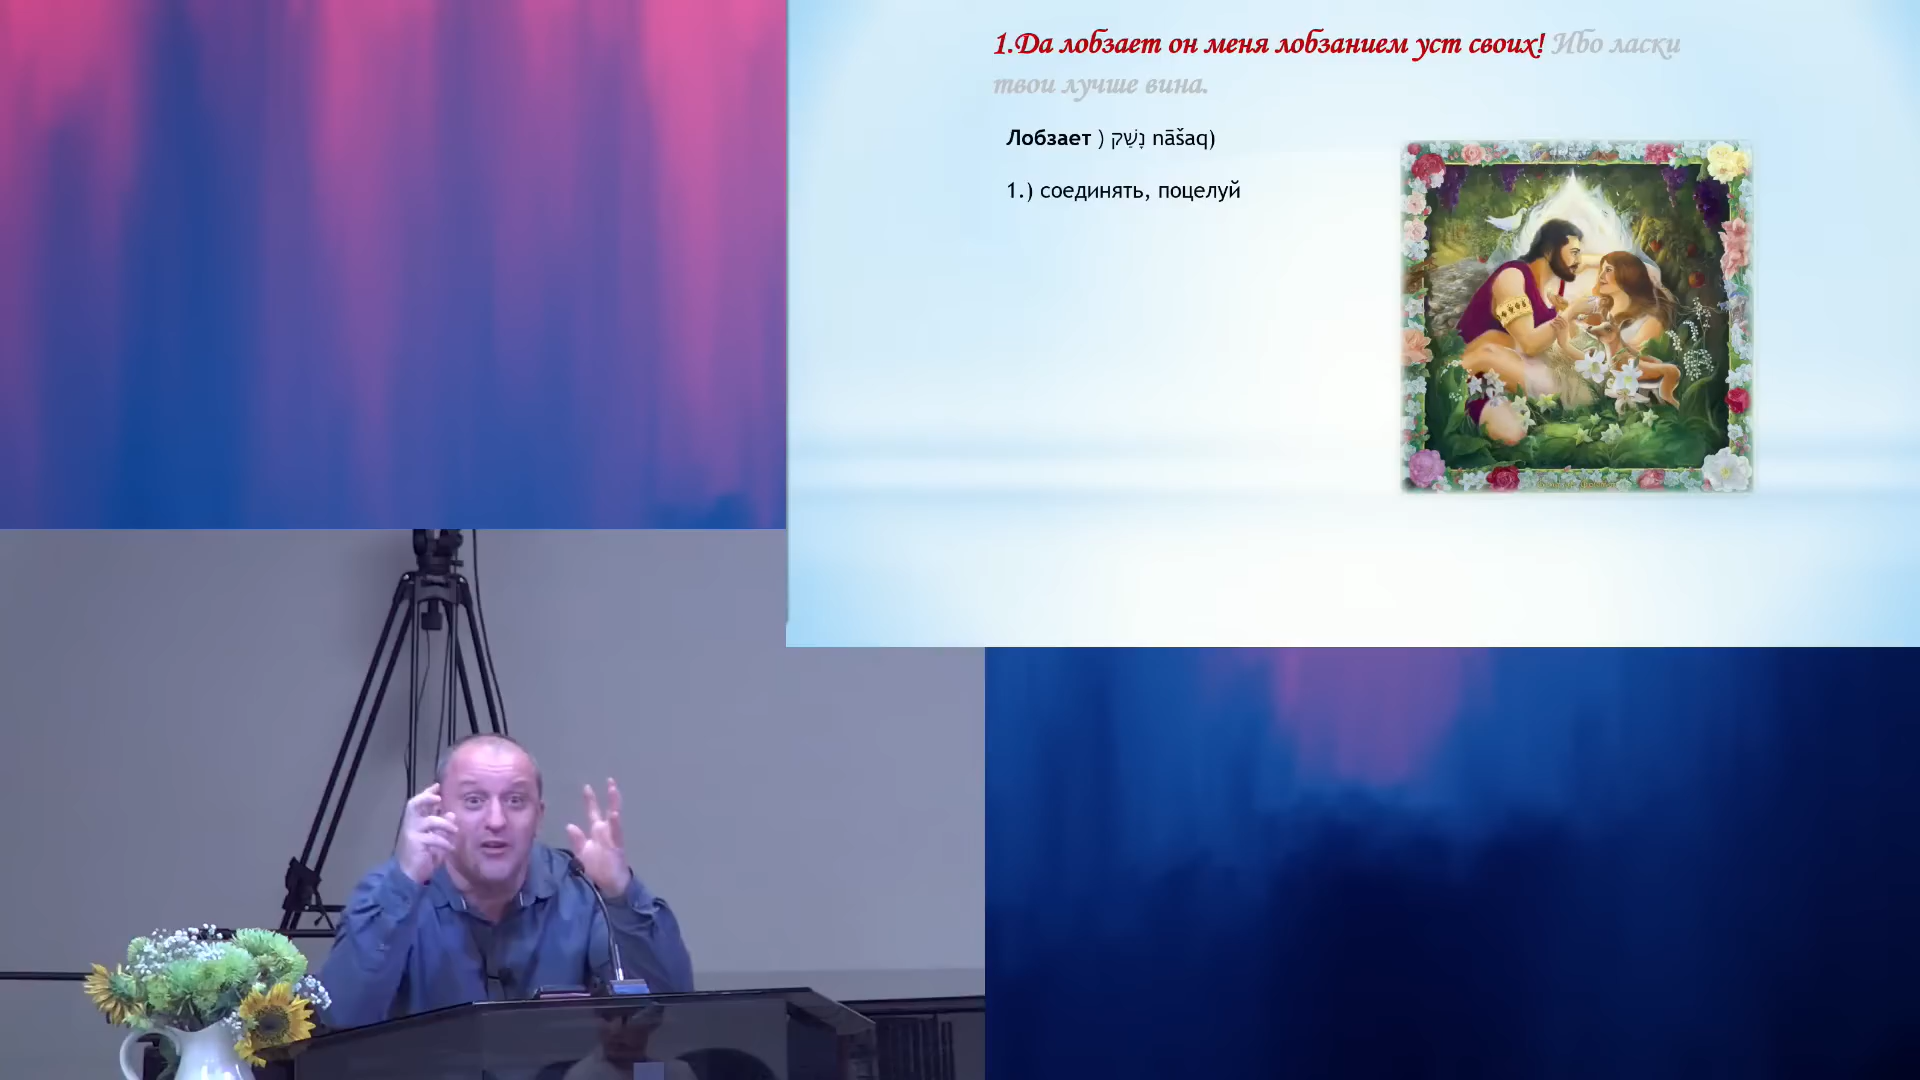 1.Да лобзает он меня лобзанием уст своих! Ибо ласки
твои лучше вина.
Лобзает ) נָשַׁק nāšaq)
1.) соединять, поцелуй